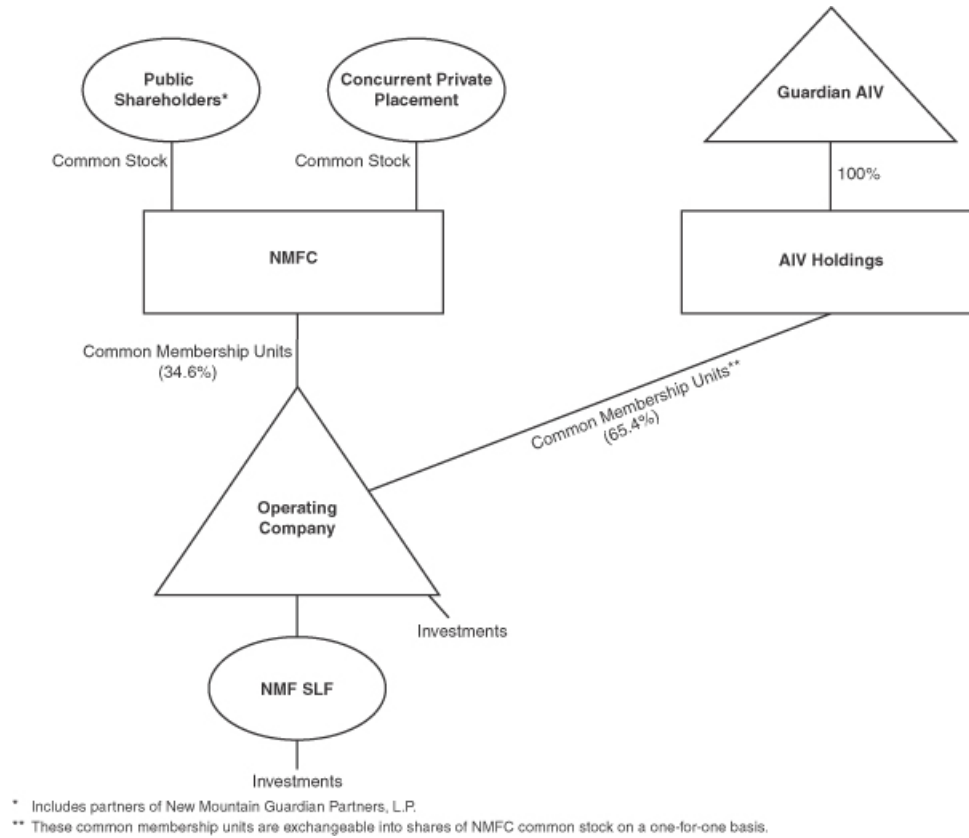 Public
Shareholders*
Concurrent Private
Placement
Guardian AIV
Common Stock
Common Stock
100%
NMFC
AIV Holdings
Common Membership Units
(34.6%)
Common Membership Units**
(65.4%)
Operating
Company
Investments
NMF SLF
Investments
* Includes partners of New Mountain Guardian Partners, L.P.
** These common membership units are exchangeable into shares of NMFC common stock on a one-for-one basis.